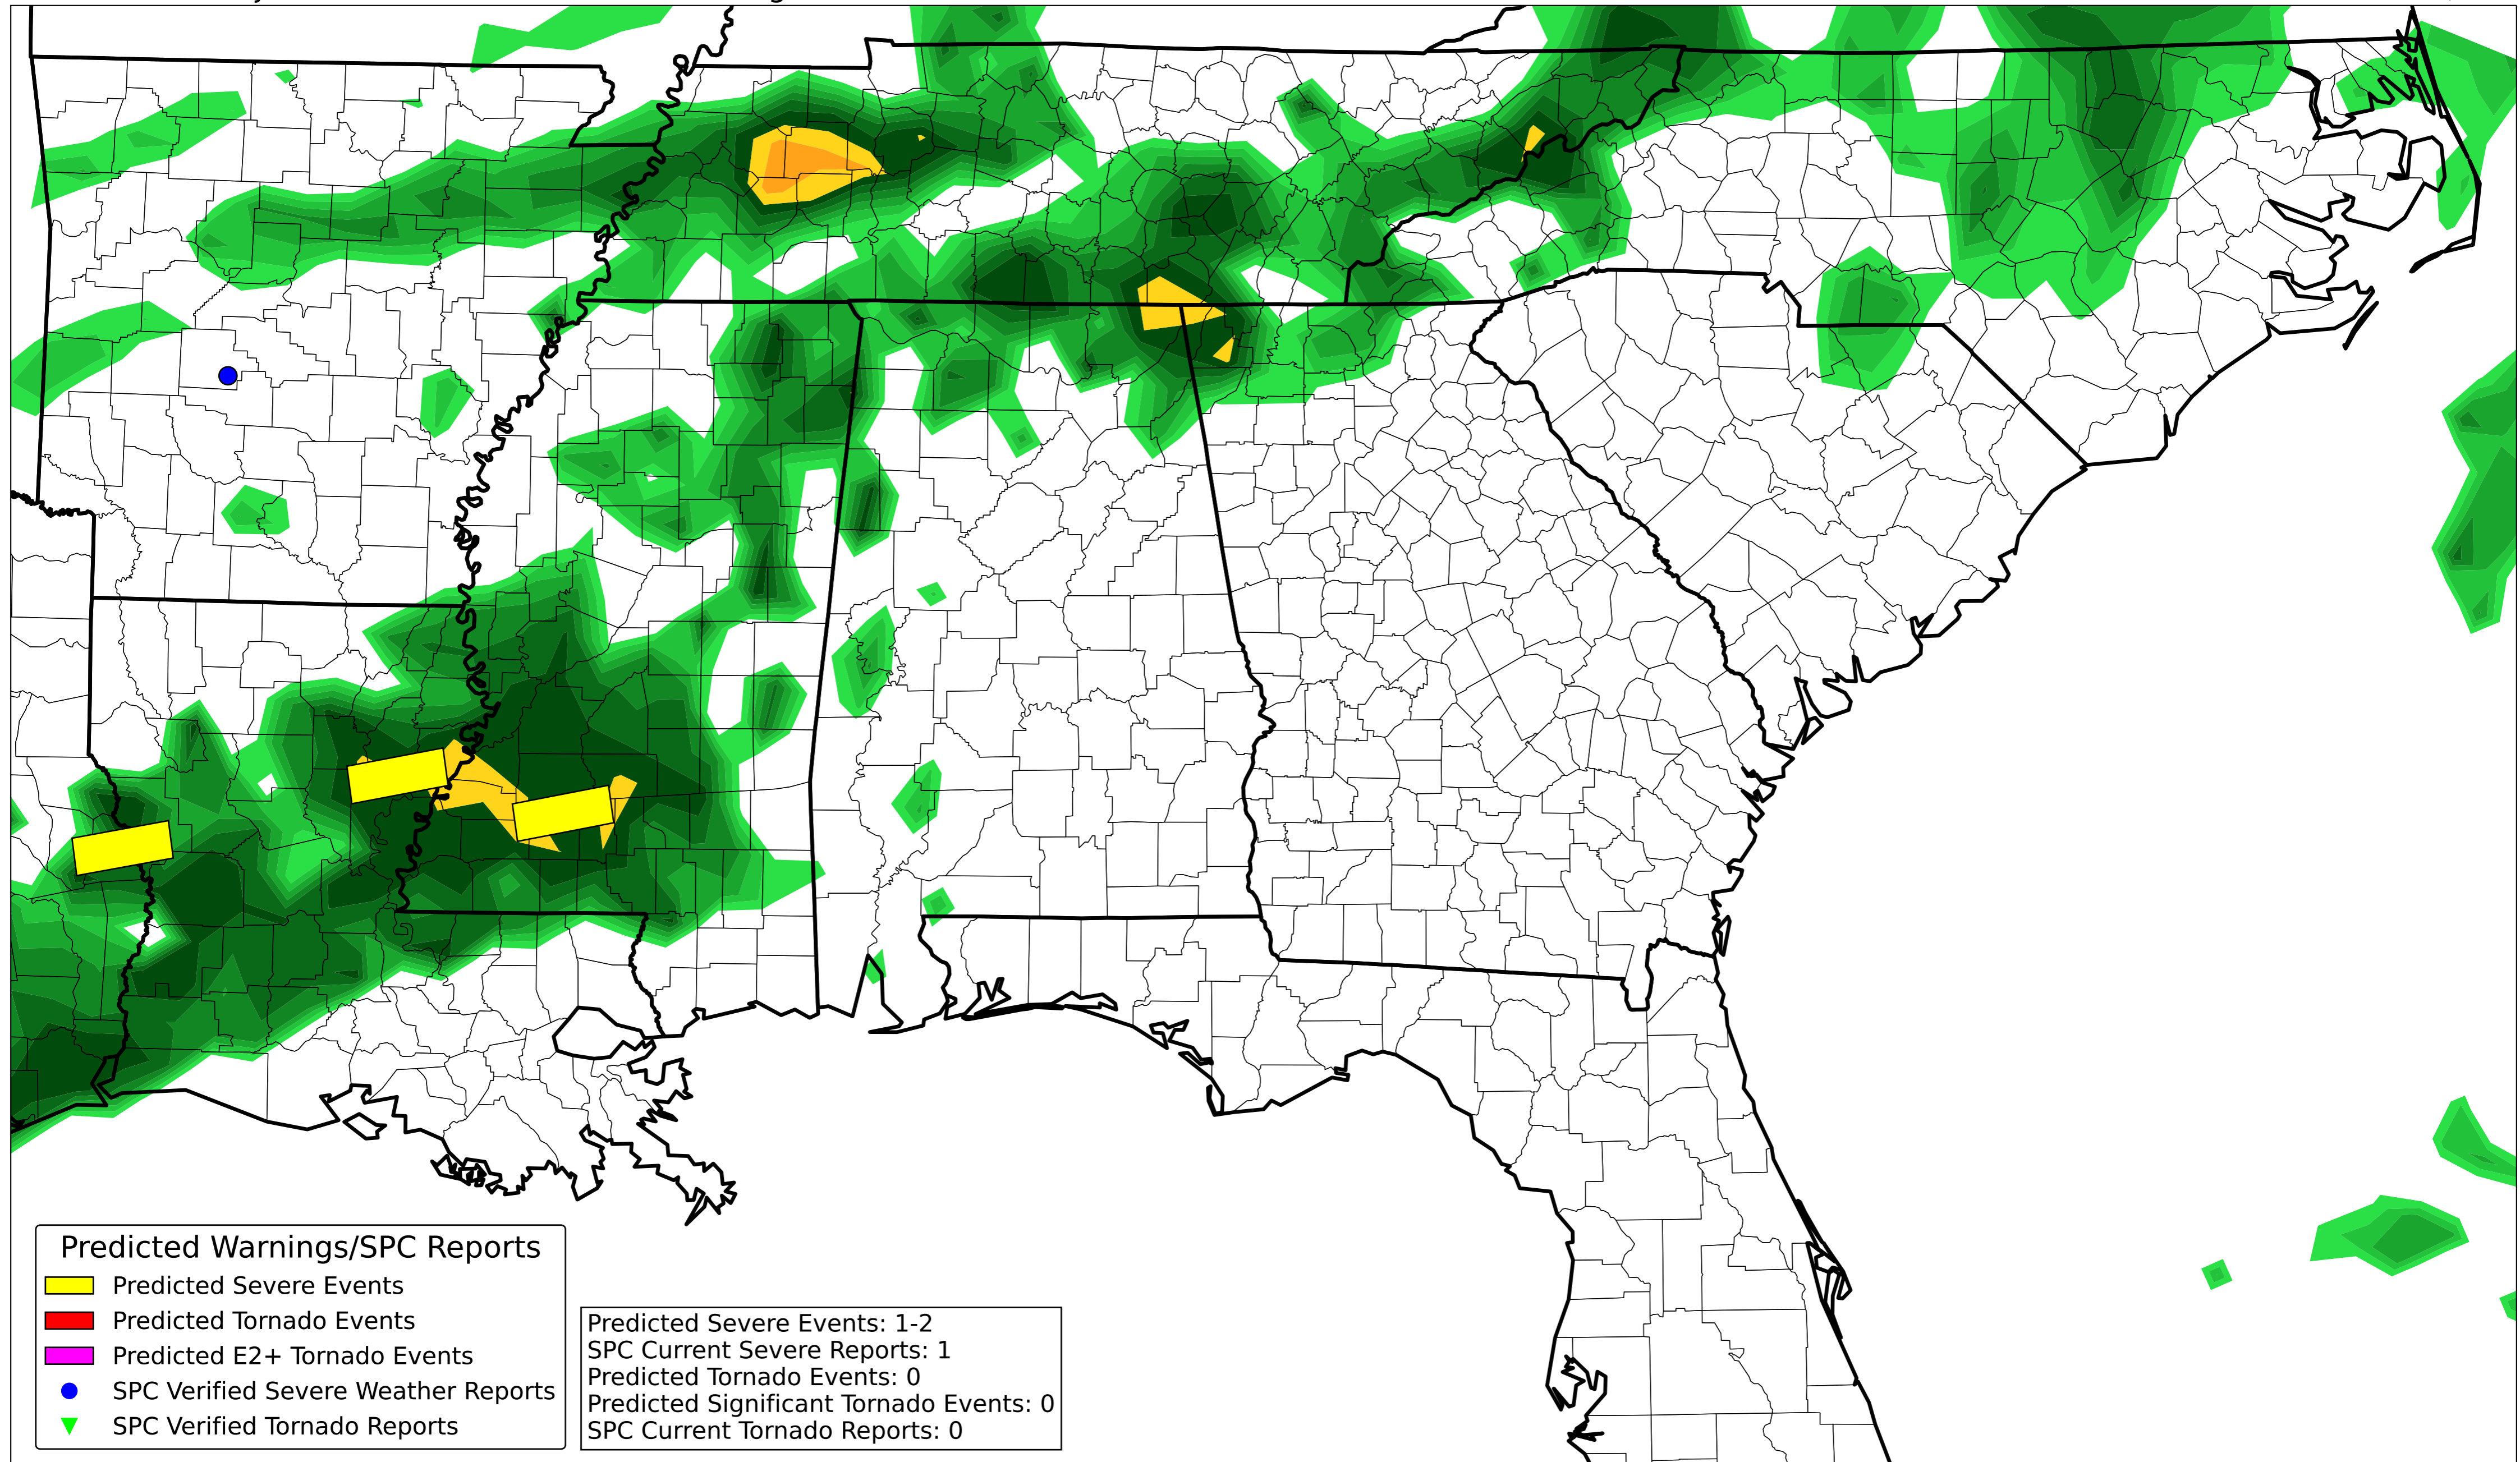 Predicted Warnings/SPC Reports
Predicted Severe Events
Predicted Tornado Events
Predicted E2+ Tornado Events
SPC Verified Severe Weather Reports
SPC Verified Tornado Reports
Predicted Severe Events: 1-2
SPC Current Severe Reports: 1
Predicted Tornado Events: 0
Predicted Significant Tornado Events: 0
SPC Current Tornado Reports: 0